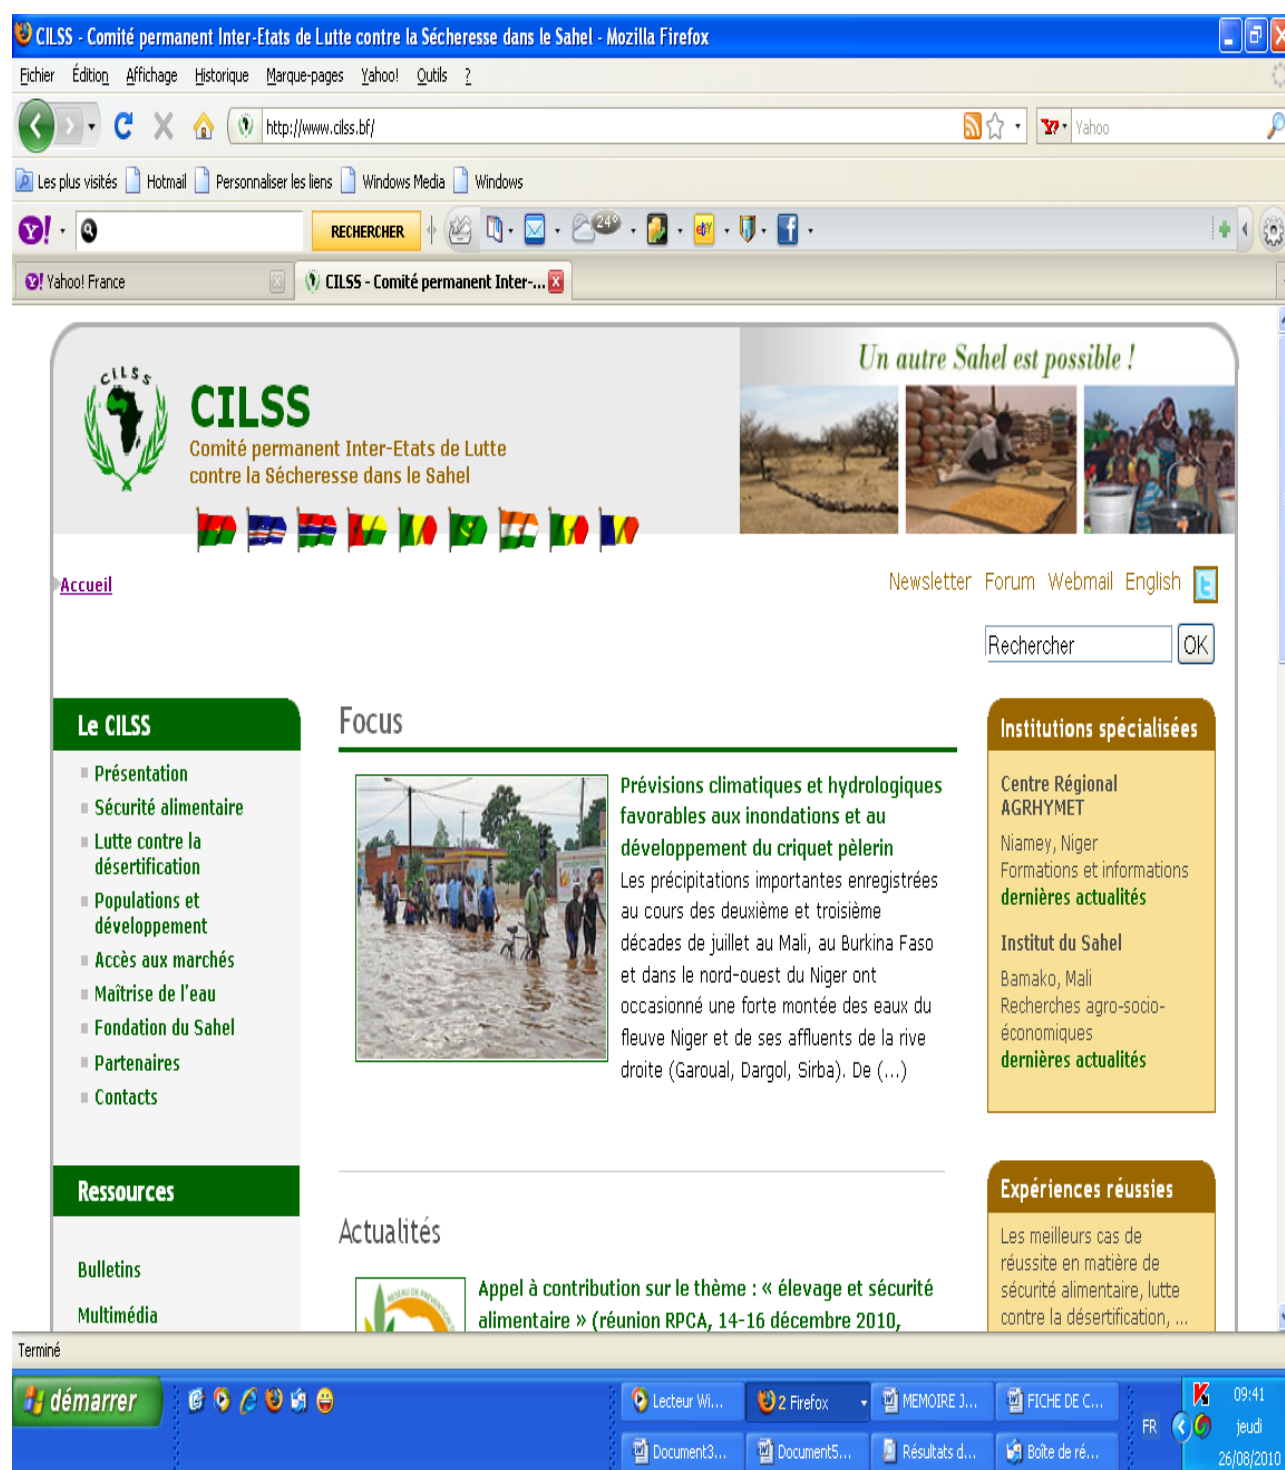 CILSS - Comité permanent Inter-Etats de Lutte contre la Sécheresse dans le Sahel - Mozilla Firefox
Fichier Édition Affichage Historique Marque-pages Yahoo! Outils ?
http://www.cilss.bf/
Yahoo
Les plus visités Hotmail Personnaliser les liens Windows Media Windows
Y! RECHERCHER 24°
Yahoo! France
CILSS - Comité permanent Inter-...
Un autre Sahel est possible !
CILSS
CILSS
Comité permanent Inter-Etats de Lutte
contre la Sécheresse dans le Sahel
Accueil
Newsletter Forum Webmail English
Rechercher OK
Le CILSS
Présentation
Sécurité alimentaire
Lutte contre la
désertification
Populations et
développement
Accès aux marchés
Maîtrise de l'eau
Fondation du Sahel
Partenaires
Contacts
Ressources
Bulletins
Multimédia
Focus
Prévisions climatiques et hydrologiques
favorables aux inondations et au
développement du criquet pèlerin
Les précipitations importantes enregistrées
au cours des deuxième et troisième
décades de juillet au Mali, au Burkina Faso
et dans le nord-ouest du Niger ont
occasionné une forte montée des eaux du
fleuve Niger et de ses affluents de la rive
droite (Garoual, Dargol, Sirba). De (...)
Actualités
RESEAU DE PREVENTION
Appel à contribution sur le thème : « élevage et sécurité
alimentaire » (réunion RPCA, 14-16 décembre 2010,
Institutions spécialisées
Centre Régional
AGRHYMET
Niamey, Niger
Formations et informations
dernières actualités
Institut du Sahel
Bamako, Mali
Recherches agro-socio-
économiques
dernières actualités
Expériences réussies
Les meilleurs cas de
réussite en matière de
sécurité alimentaire, lutte
contre la désertification, ...
Terminé
démarrer
Lecteur Wi... 2 Firefox MEMOIRE J... FICHE DE C...
Document3... Document5... Résultats d... Boîte de ré...
FR
09:41
jeudi
26/08/2010